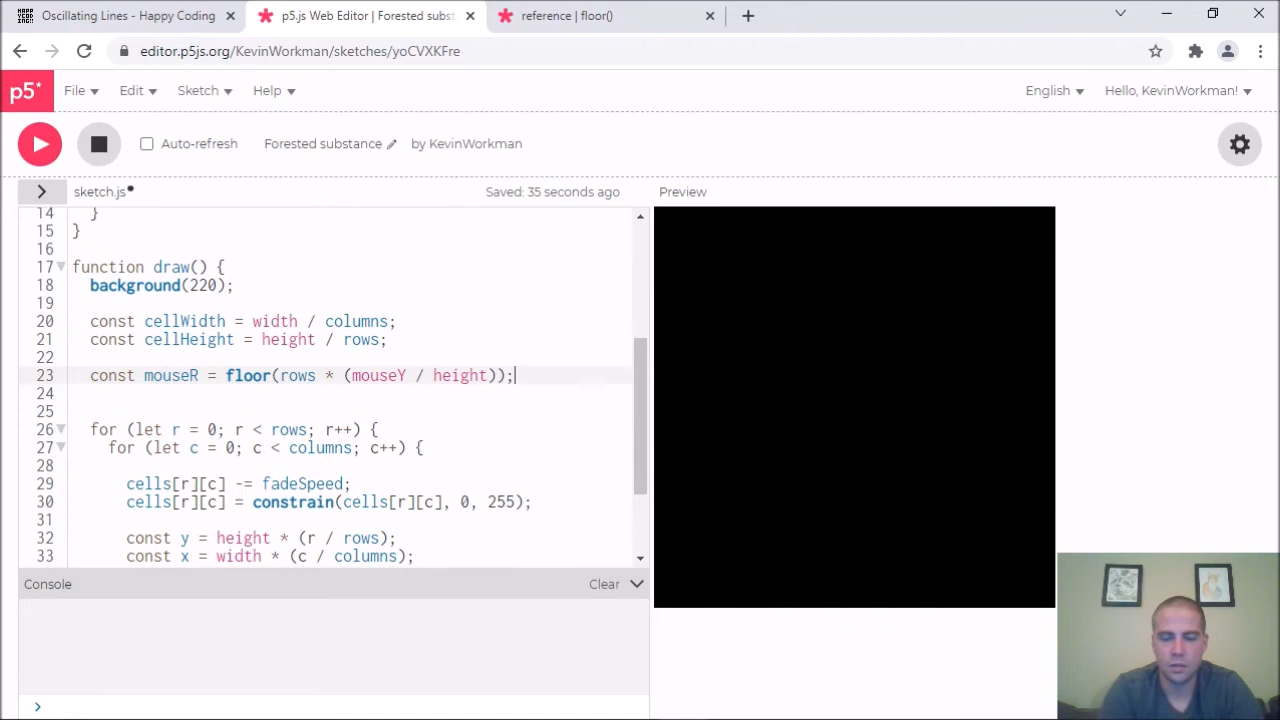 Oscillating Lines - Happy Coding
p5.js Web Editor | Forested subst
reference | floor()
editor.p5js.org/KevinWorkman/sketches/yoCVXKFre
p5*
File
Edit
Sketch
Help
English
Hello, KevinWorkman!
Auto-refresh
Forested substance
by KevinWorkman
sketch.js
Saved: 35 seconds ago
Preview
14 }
15 }
16
17 function draw() {
18 background(220);
19
20 const cellWidth = width / columns;
21 const cellHeight = height / rows;
22
23 const mouseR = floor(rows * (mouseY / height));
24
25
26 for (let r = 0; r < rows; r++) {
27 for (let c = 0; c < columns; c++) {
28
29 cells[r][c] -= fadeSpeed;
30 cells[r][c] = constrain(cells[r][c], 0, 255);
31
32 const y = height * (r / rows);
33 const x = width * (c / columns);
Console
Clear